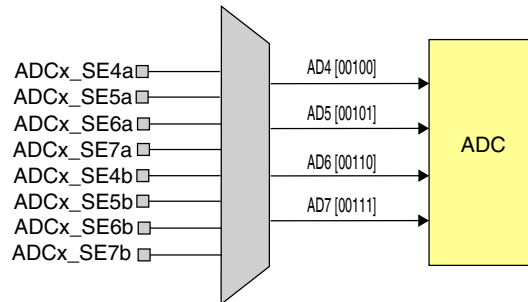 ADCx_SE4a
ADCx_SE5a
ADCx_SE6a
ADCx_SE7a
ADCx_SE4b
ADCx_SE5b
ADCx_SE6b
ADCx_SE7b
AD4 [00100]
AD5 [00101]
AD6 [00110]
AD7 [00111]
ADC